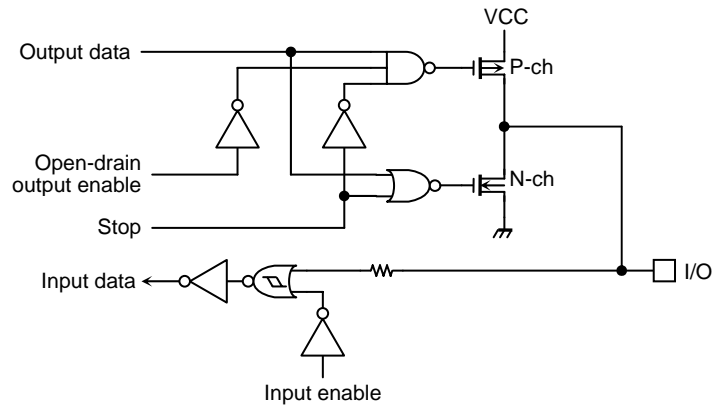 VCC
Output data
P-ch
Open-drain
output enable
N-ch
Stop
Input data
I/O
Input enable